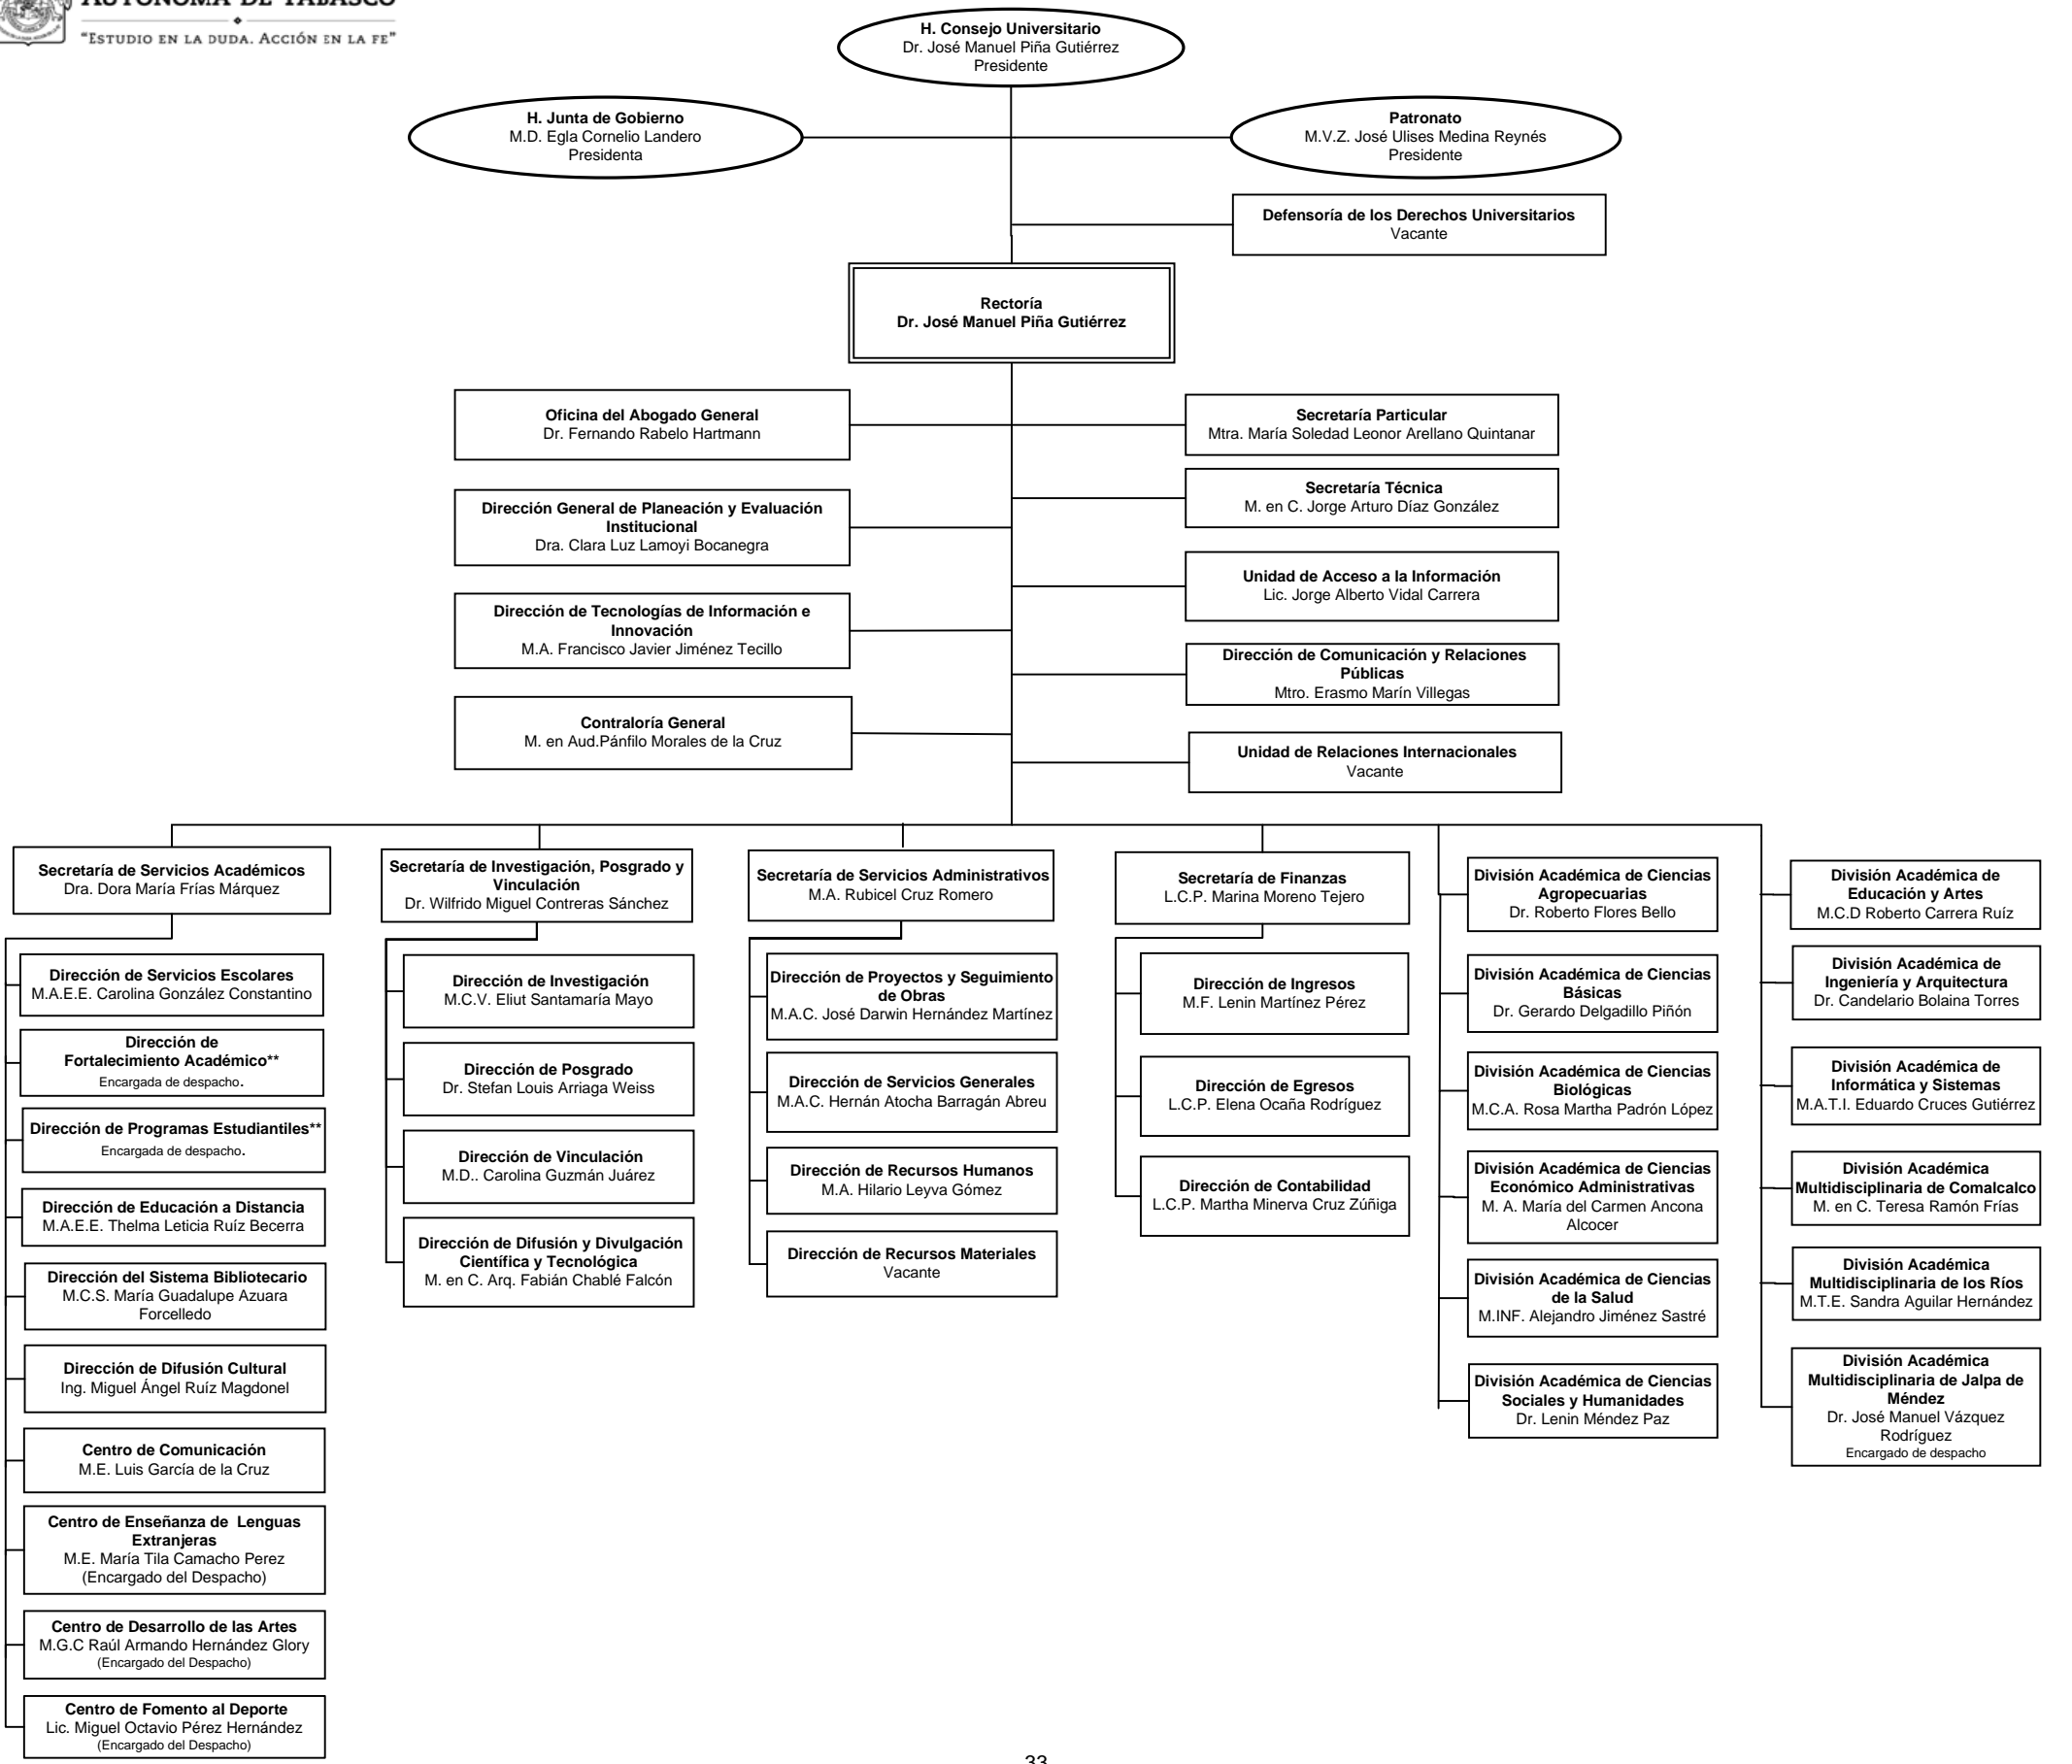 AUTÓNOMA DE TABASCO
"ESTUDIO EN LA DUDA. ACCIÓN EN LA FE"
H. Consejo Universitario
Dr. José Manuel Piña Gutiérrez
Presidente
H. Junta de Gobierno
M.D. Egla Cornelio Landero
Presidenta
Patronato
M.V.Z. José Ulises Medina Reynés
Presidente
Defensoría de los Derechos Universitarios
Vacante
Rectoría
Dr. José Manuel Piña Gutiérrez
Oficina del Abogado General
Dr. Fernando Rabelo Hartmann
Secretaría Particular
Mtra. María Soledad Leonor Arellano Quintanar
Dirección General de Planeación y Evaluación
Institucional
Dra. Clara Luz Lamoyi Bocanegra
Secretaría Técnica
M. en C. Jorge Arturo Díaz González
Dirección de Tecnologías de Información e
Innovación
M.A. Francisco Javier Jiménez Tecillo
Unidad de Acceso a la Información
Lic. Jorge Alberto Vidal Carrera
Contraloría General
M. en Aud.Pánfilo Morales de la Cruz
Dirección de Comunicación y Relaciones
Públicas
Mtro. Erasmo Marín Villegas
Unidad de Relaciones Internacionales
Vacante
Secretaría de Servicios Académicos
Dra. Dora María Frías Márquez
Dirección de Servicios Escolares
M.A.E.E. Carolina González Constantino
Dirección de
Fortalecimiento Académico**
Encargada de despacho.
Dirección de Programas Estudiantiles**
Encargada de despacho.
Dirección de Educación a Distancia
M.A.E.E. Thelma Leticia Ruíz Becerra
Dirección del Sistema Bibliotecario
M.C.S. María Guadalupe Azuara
Forcelledo
Dirección de Difusión Cultural
Ing. Miguel Ángel Ruíz Magdonel
Centro de Comunicación
M.E. Luis García de la Cruz
Centro de Enseñanza de  Lenguas
Extranjeras
M.E. María Tila Camacho Perez
(Encargado del Despacho)
Centro de Desarrollo de las Artes
M.G.C Raúl Armando Hernández Glory
(Encargado del Despacho)
Centro de Fomento al Deporte
Lic. Miguel Octavio Pérez Hernández
(Encargado del Despacho)
Secretaría de Investigación, Posgrado y
Vinculación
Dr. Wilfrido Miguel Contreras Sánchez
Dirección de Investigación
M.C.V. Eliut Santamaría Mayo
Dirección de Posgrado
Dr. Stefan Louis Arriaga Weiss
Dirección de Vinculación
M.D.. Carolina Guzmán Juárez
Dirección de Difusión y Divulgación
Científica y Tecnológica
M. en C. Arq. Fabián Chablé Falcón
Secretaría de Servicios Administrativos
M.A. Rubicel Cruz Romero
Dirección de Proyectos y Seguimiento
de Obras
M.A.C. José Darwin Hernández Martínez
Dirección de Servicios Generales
M.A.C. Hernán Atocha Barragán Abreu
Dirección de Recursos Humanos
M.A. Hilario Leyva Gómez
Dirección de Recursos Materiales
Vacante
Secretaría de Finanzas
L.C.P. Marina Moreno Tejero
Dirección de Ingresos
M.F. Lenin Martínez Pérez
Dirección de Egresos
L.C.P. Elena Ocaña Rodríguez
Dirección de Contabilidad
L.C.P. Martha Minerva Cruz Zúñiga
División Académica de Ciencias
Agropecuarias
Dr. Roberto Flores Bello
División Académica de Ciencias
Básicas
Dr. Gerardo Delgadillo Piñón
División Académica de Ciencias
Biológicas
M.C.A. Rosa Martha Padrón López
División Académica de Ciencias
Económico Administrativas
M. A. María del Carmen Ancona
Alcocer
División Académica de Ciencias
de la Salud
M.INF. Alejandro Jiménez Sastré
División Académica de Ciencias
Sociales y Humanidades
Dr. Lenin Méndez Paz
División Académica de
Educación y Artes
M.C.D Roberto Carrera Ruíz
División Académica de
Ingeniería y Arquitectura
Dr. Candelario Bolaina Torres
División Académica de
Informática y Sistemas
M.A.T.I. Eduardo Cruces Gutiérrez
División Académica
Multidisciplinaria de Comalcalco
M. en C. Teresa Ramón Frías
División Académica
Multidisciplinaria de los Ríos
M.T.E. Sandra Aguilar Hernández
División Académica
Multidisciplinaria de Jalpa de
Méndez
Dr. José Manuel Vázquez
Rodríguez
Encargado de despacho
33